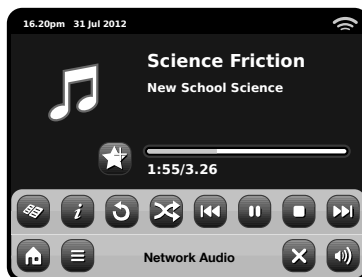 16.20pm 31 Jul 2012
Science Friction
New School Science
1:55/3.26
i
Network Audio